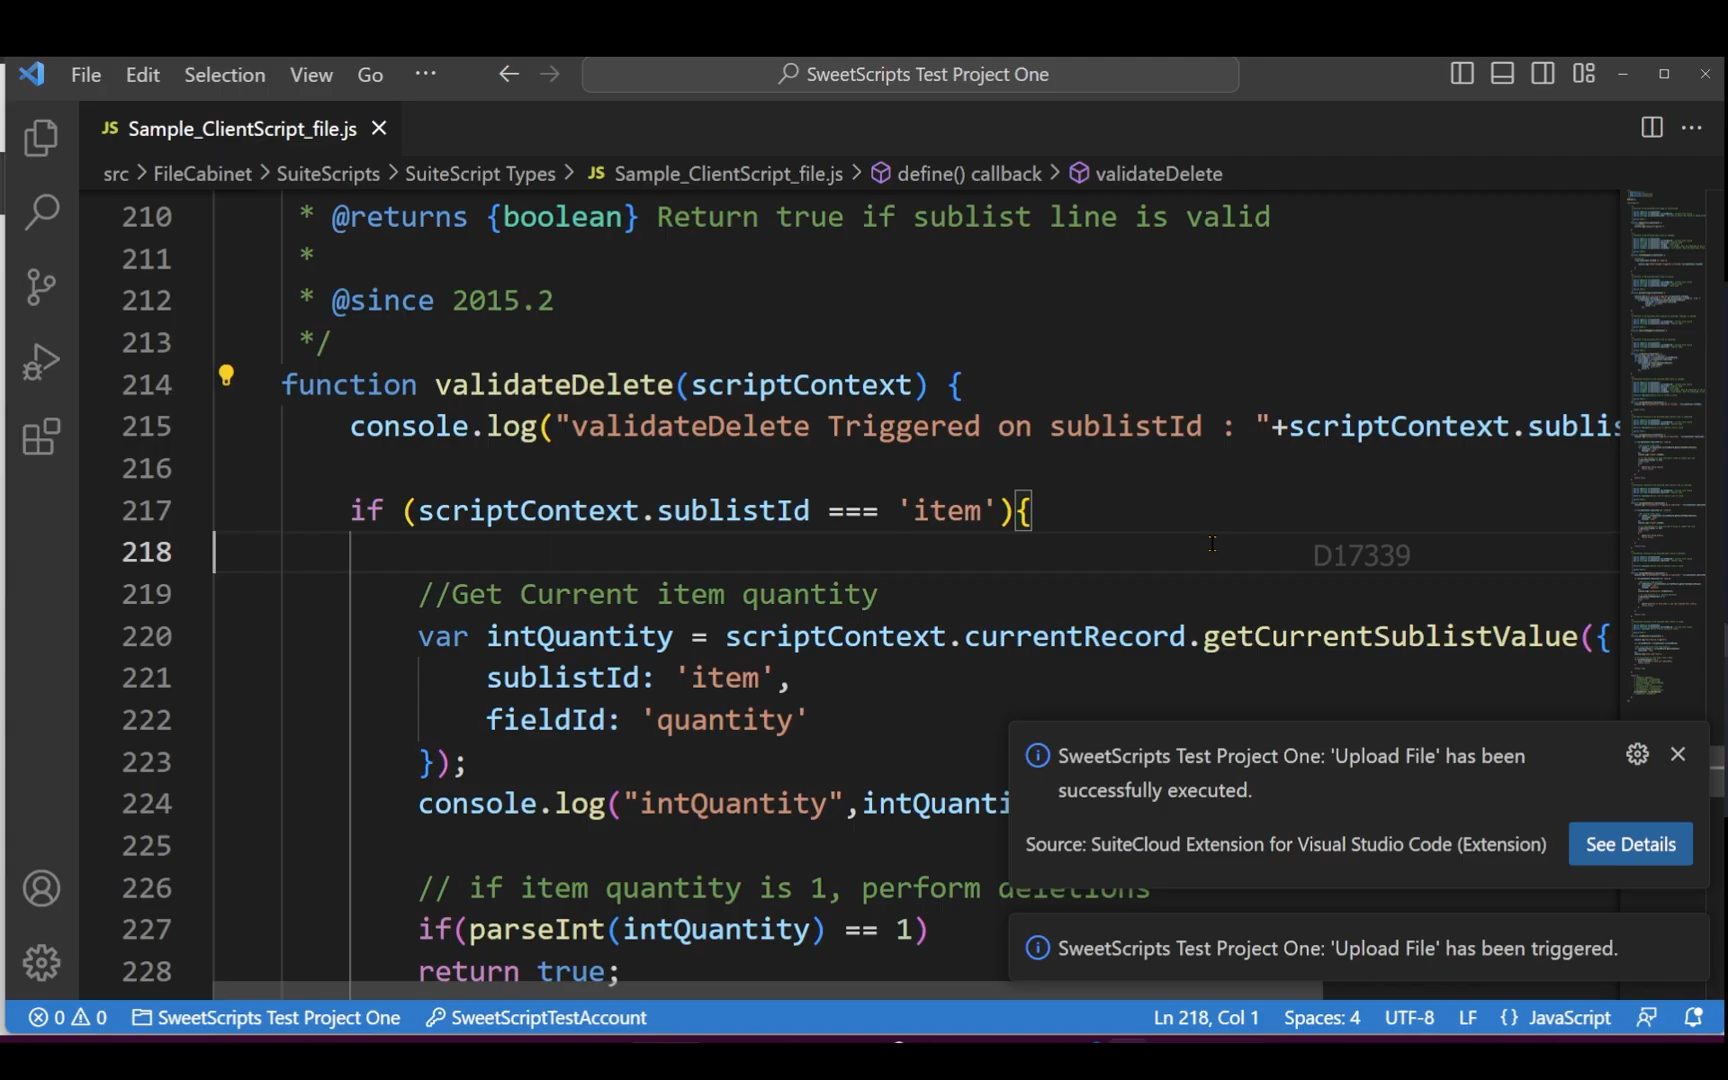 File Edit Selection View Go ··· SweetScripts Test Project One
JS Sample_ClientScript_file.js
src > FileCabinet > SuiteScripts > SuiteScript Types > JS Sample_ClientScript_file.js > define() callback > validateDelete
210 * @returns {boolean} Return true if sublist line is valid
211 *
212 * @since 2015.2
213 */
214 function validateDelete(scriptContext) {
215 console.log("validateDelete Triggered on sublistId : "+scriptContext.sublis
216
217 if (scriptContext.sublistId === 'item'){
218 D17339
219 //Get Current item quantity
220 var intQuantity = scriptContext.currentRecord.getCurrentSublistValue({
221 sublistId: 'item',
222 fieldId: 'quantity'
223 });
224 console.log("intQuantity",intQuanti
225
226 // if item quantity is 1, perform deletions
227 if(parseInt(intQuantity) == 1)
228 return true;
SweetScripts Test Project One: 'Upload File' has been
successfully executed.
Source: SuiteCloud Extension for Visual Studio Code (Extension) See Details
SweetScripts Test Project One: 'Upload File' has been triggered.
0 0 SweetScripts Test Project One SweetScriptTestAccount Ln 218, Col 1 Spaces: 4 UTF-8 LF {} JavaScript